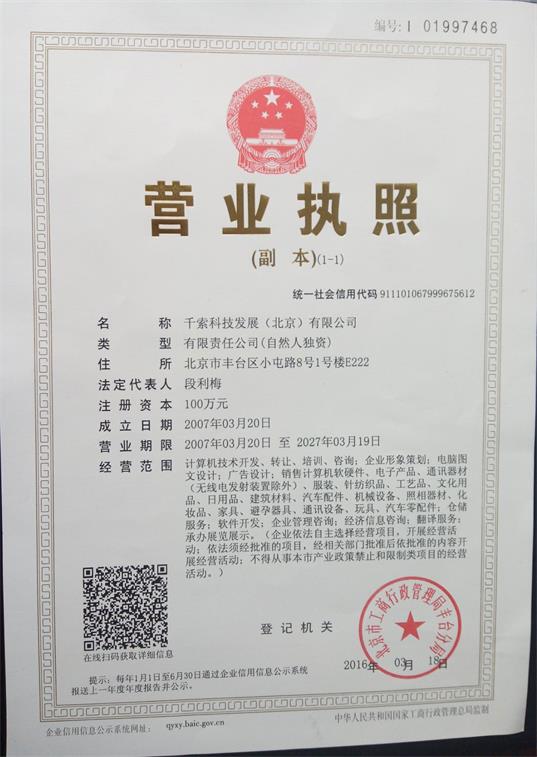 编号: I 01997468
营业执照
(副 本)(1-1)
统一社会信用代码 911101067999675612
名 称 千索科技发展（北京）有限公司
类 型 有限责任公司(自然人独资)
住 所 北京市丰台区小屯路8号1号楼E222
法定代表人 段利梅
注册资本 100万元
成立日期 2007年03月20日
营业期限 2007年03月20日 至 2027年03月19日
经营范围 计算机技术开发、转让、培训、咨询；企业形象策划；电脑图
文设计；广告设计；销售计算机软硬件、电子产品、通讯器材
（无线电发射装置除外）、服装、针纺织品、工艺品、文化用
品、日用品、建筑材料、汽车配件、机械设备、照相器材、化
妆品、家具、避孕器具、通讯设备、玩具、汽车零配件；仓储
服务；软件开发；企业管理咨询；经济信息咨询；翻译服务；
承办展览展示。（企业依法自主选择经营项目，开展经营活
动；依法须经批准的项目，经相关部门批准后依批准的内容开
展经营活动；不得从事本市产业政策禁止和限制类项目的经营
活动。）
在线扫码获取详细信息
登记机关
北京市工商行政管理局丰台分局
2016年 03月 18日
提示：每年1月1日至6月30日通过企业信用信息公示系统
报送上一年度年度报告并公示。
企业信用信息公示系统网址： qyxy.baic.gov.cn
中华人民共和国国家工商行政管理总局监制